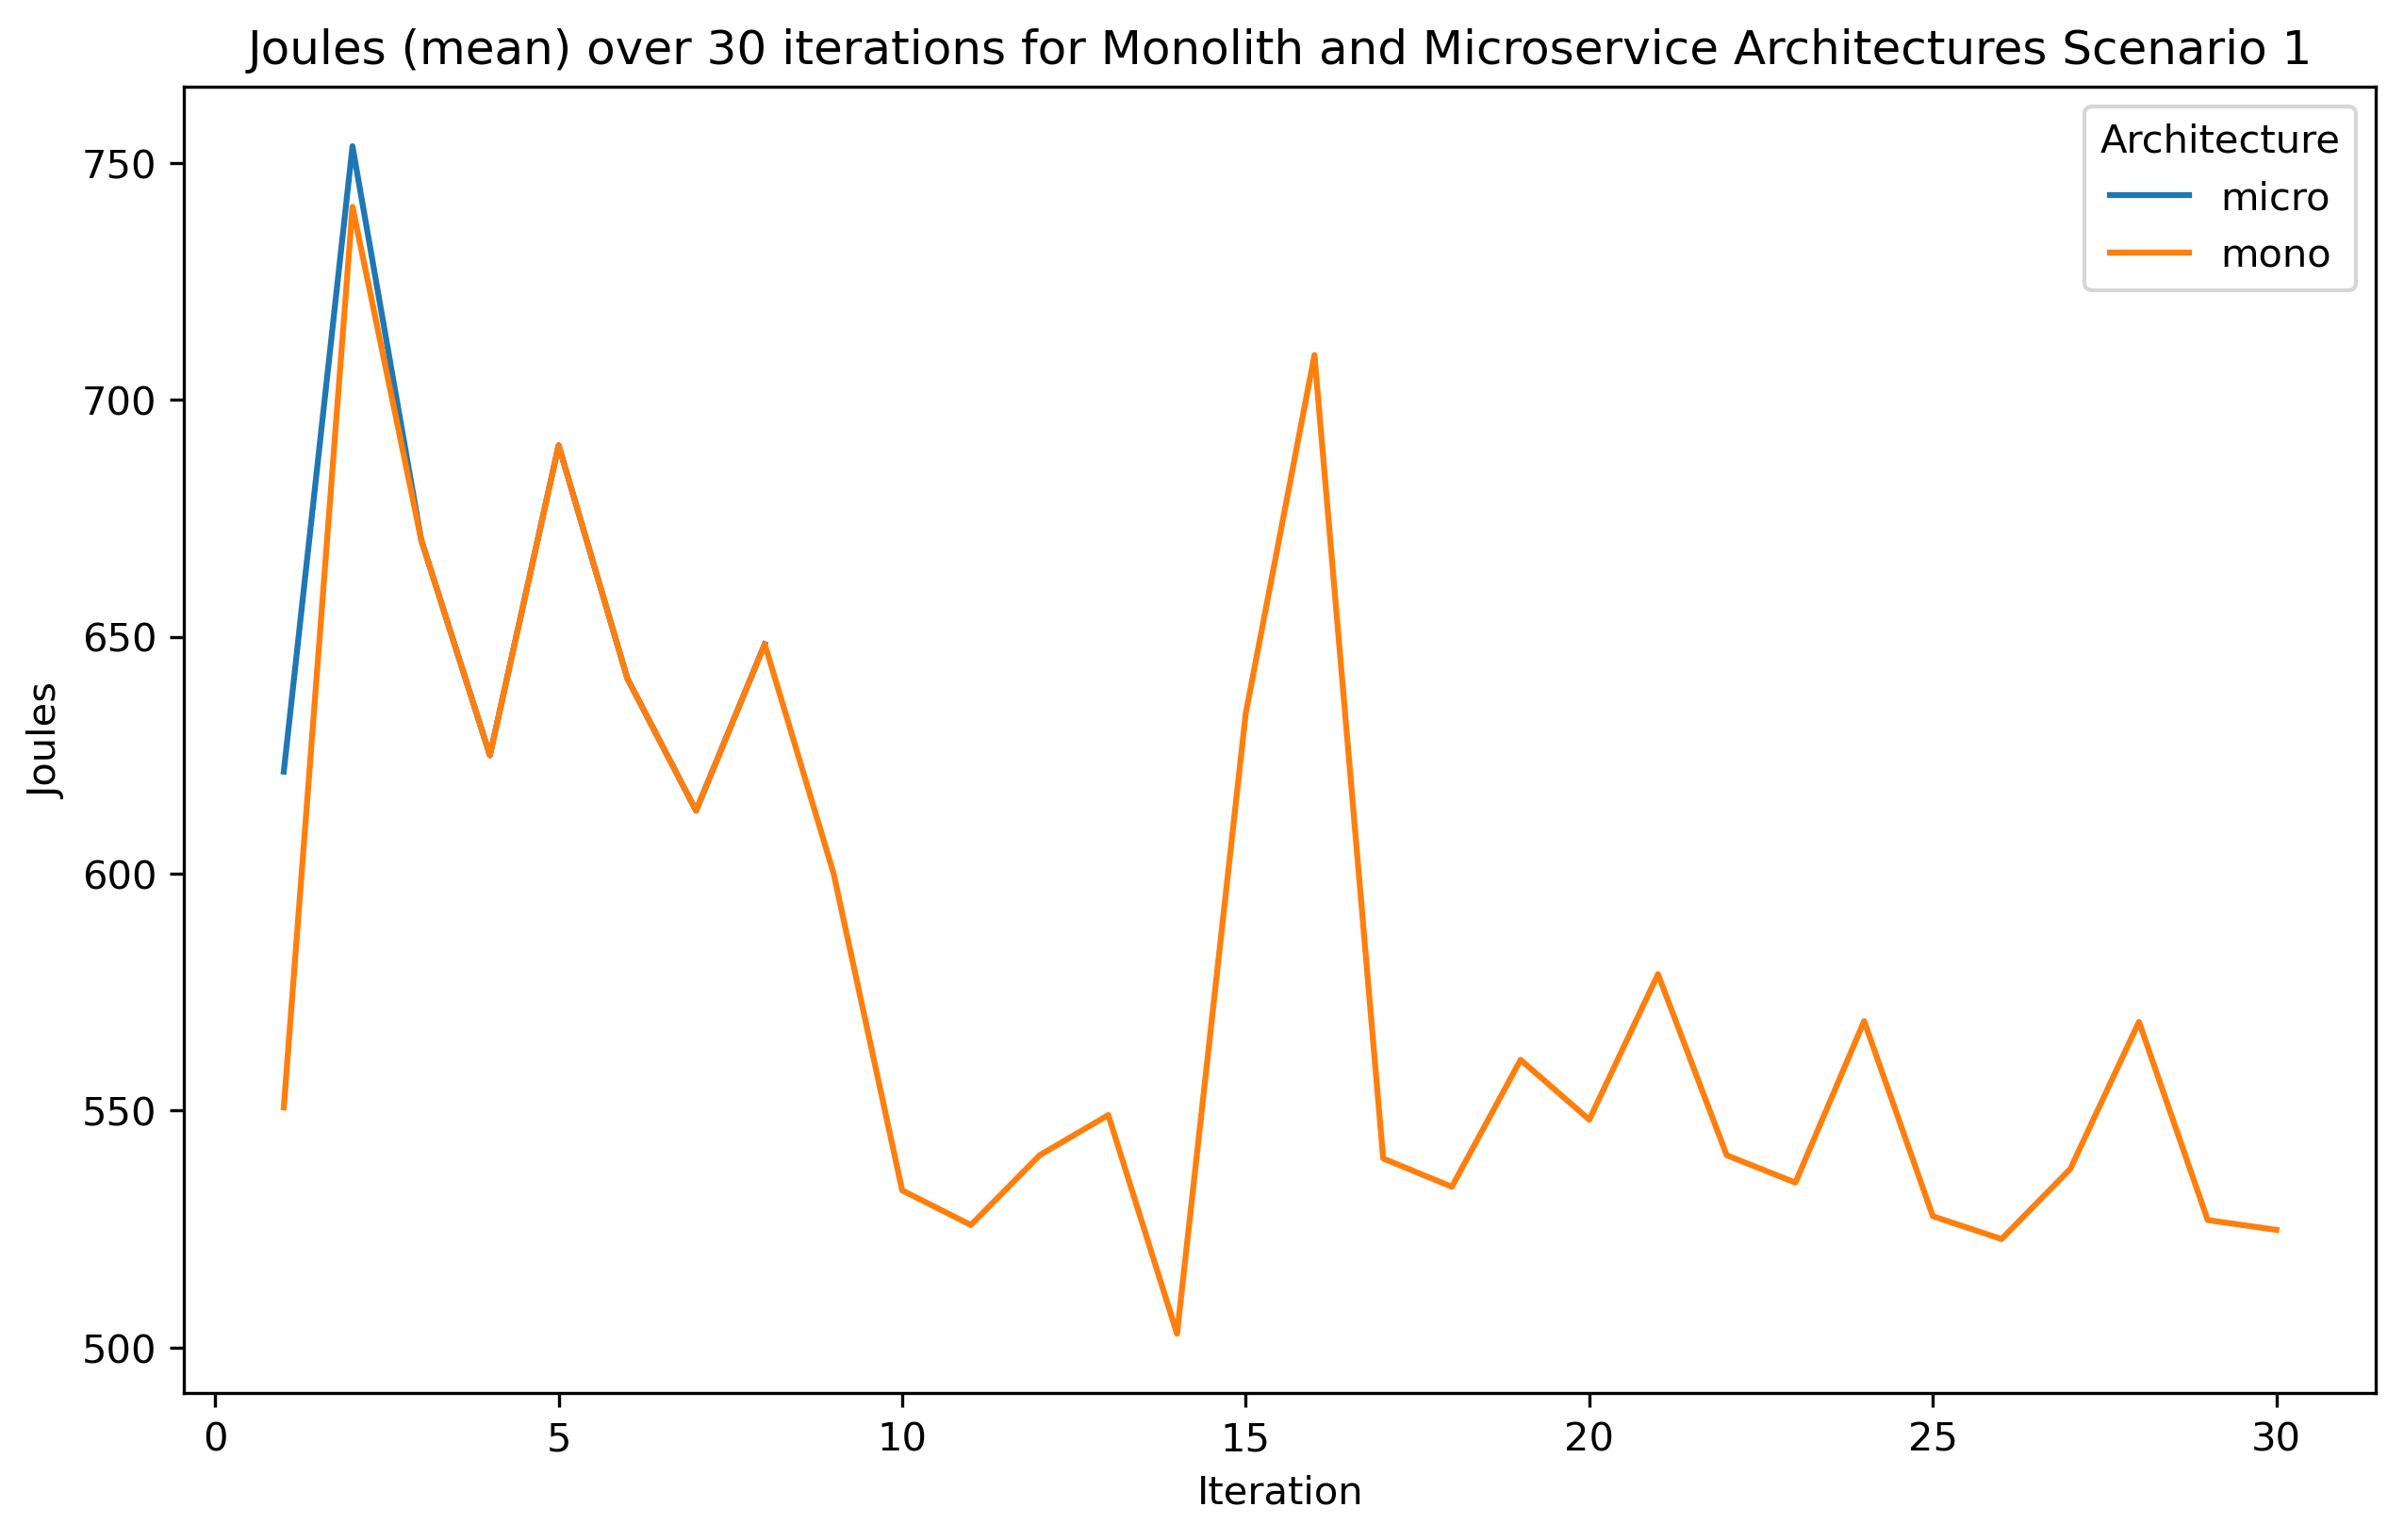 Joules (mean) over 30 iterations for Monolith and Microservice Architectures Scenario 1
Architecture
micro
mono
750
700
650
600
550
500
Joules
0 5 10 15 20 25 30
Iteration